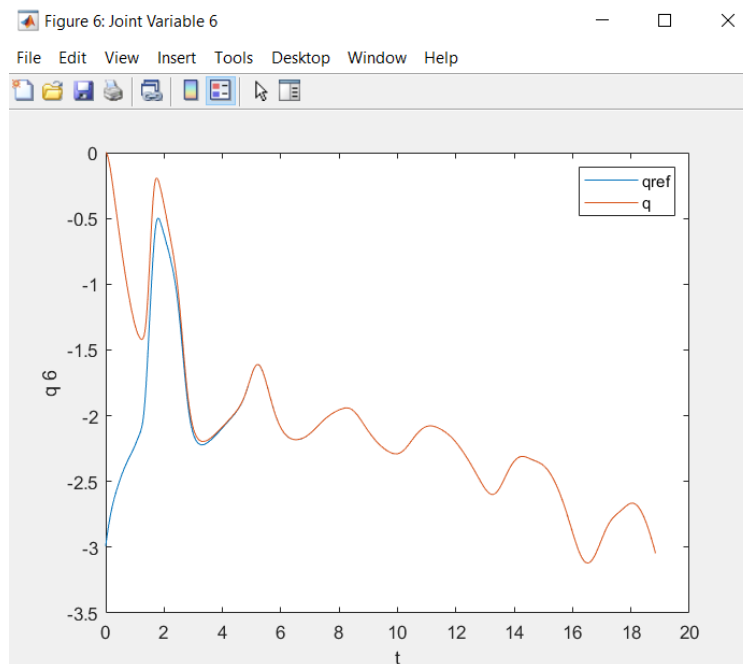 Figure 6: Joint Variable 6
File Edit View Insert Tools Desktop Window Help
qref
q
0
-0.5
-1
-1.5
-2
-2.5
-3
-3.5
q 6
0 2 4 6 8 10 12 14 16 18 20
t